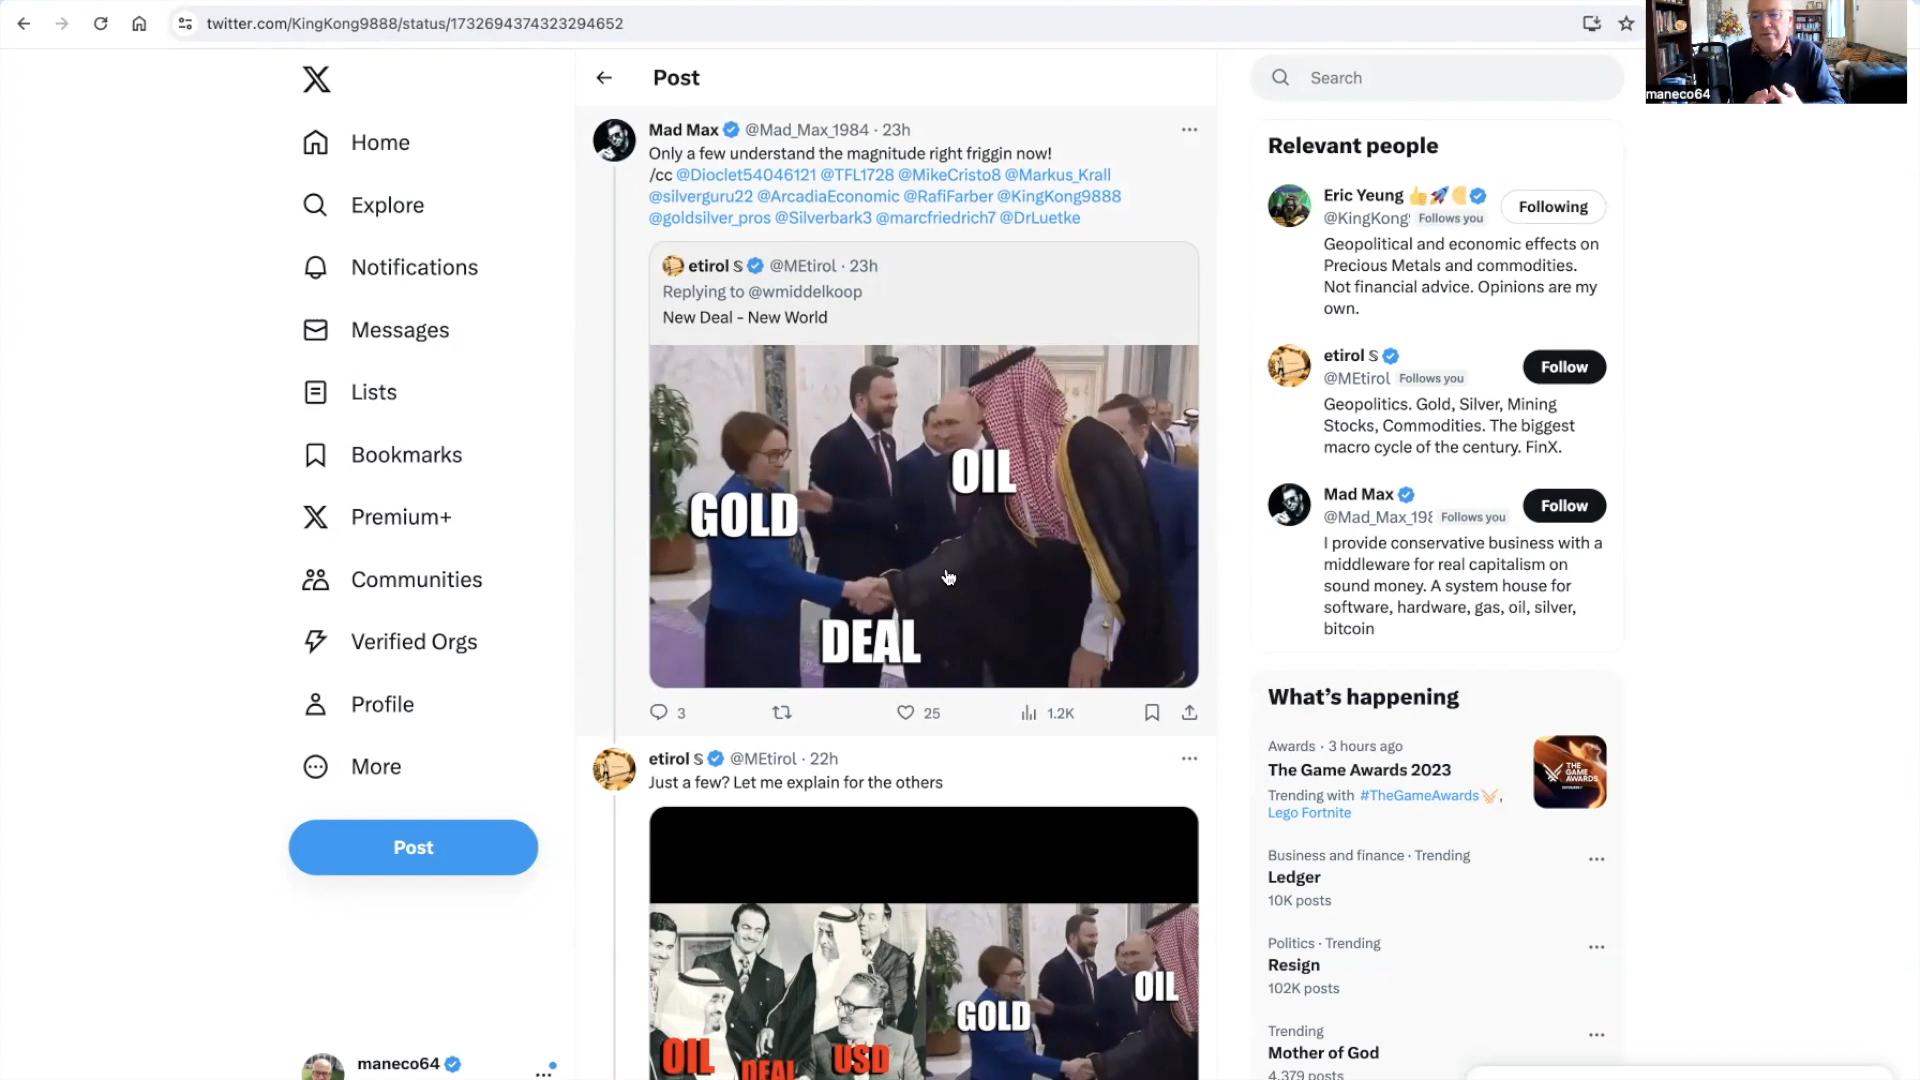 twitter.com/KingKong9888/status/1732694374323294652
maneco64
Home
Explore
Notifications
Messages
Lists
Bookmarks
Premium+
Communities
Verified Orgs
Profile
More
Post
maneco64
Post
Mad Max @Mad_Max_1984 · 23h
Only a few understand the magnitude right friggin now!
/cc @Dioclet54046121 @TFL1728 @MikeCristo8 @Markus_Krall
@silverguru22 @ArcadiaEconomic @RafiFarber @KingKong9888
@goldsilver_pros @Silverbark3 @marcfriedrich7 @DrLuetke
etirol S @MEtirol · 23h
Replying to @wmiddelkoop
New Deal - New World
OIL
GOLD
DEAL
3
25
1.2K
etirol S @MEtirol · 22h
Just a few? Let me explain for the others
OIL
DEAL
USD
GOLD
OIL
Search
Relevant people
Eric Yeung
@KingKong
Follows you
Following
Geopolitical and economic effects on
Precious Metals and commodities.
Not financial advice. Opinions are my
own.
etirol S
@MEtirol Follows you
Follow
Geopolitics. Gold, Silver, Mining
Stocks, Commodities. The biggest
macro cycle of the century. FinX.
Mad Max
@Mad_Max_198 Follows you
Follow
I provide conservative business with a
middleware for real capitalism on
sound money. A system house for
software, hardware, gas, oil, silver,
bitcoin
What's happening
Awards · 3 hours ago
The Game Awards 2023
Trending with #TheGameAwards,
Lego Fortnite
THE
GAME
AWARDS
Business and finance · Trending
Ledger
10K posts
Politics · Trending
Resign
102K posts
Trending
Mother of God
4,379 posts